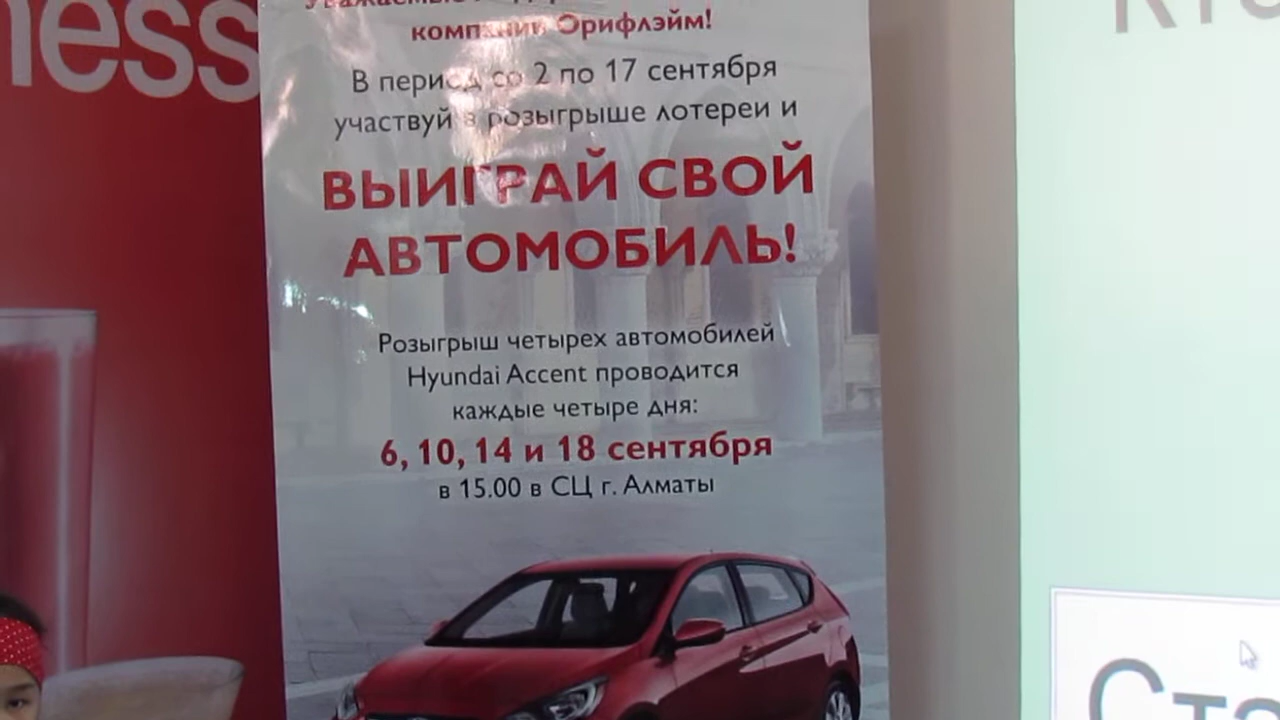 ness
компании Орифлэйм!
В период со 2 по 17 сентября
участвуй в розыгрыше лотереи и
ВЫИГРАЙ СВОЙ
АВТОМОБИЛЬ!
Розыгрыш четырех автомобилей
Hyundai Accent проводится
каждые четыре дня:
6, 10, 14 и 18 сентября
в 15.00 в СЦ г. Алматы
Ста